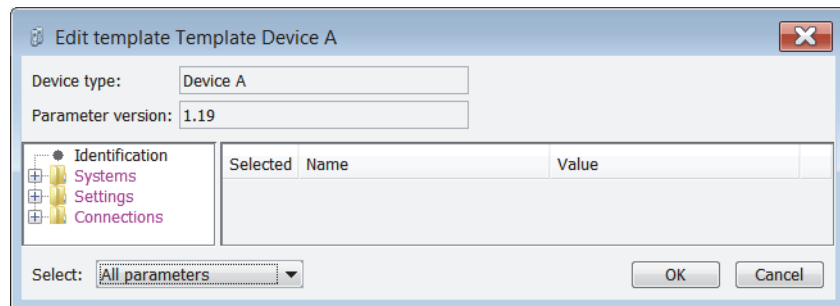 Edit template Template Device A
Device type: Device A
Parameter version: 1.19
Identification
Systems
Settings
Connections
Selected Name Value
Select: All parameters OK Cancel